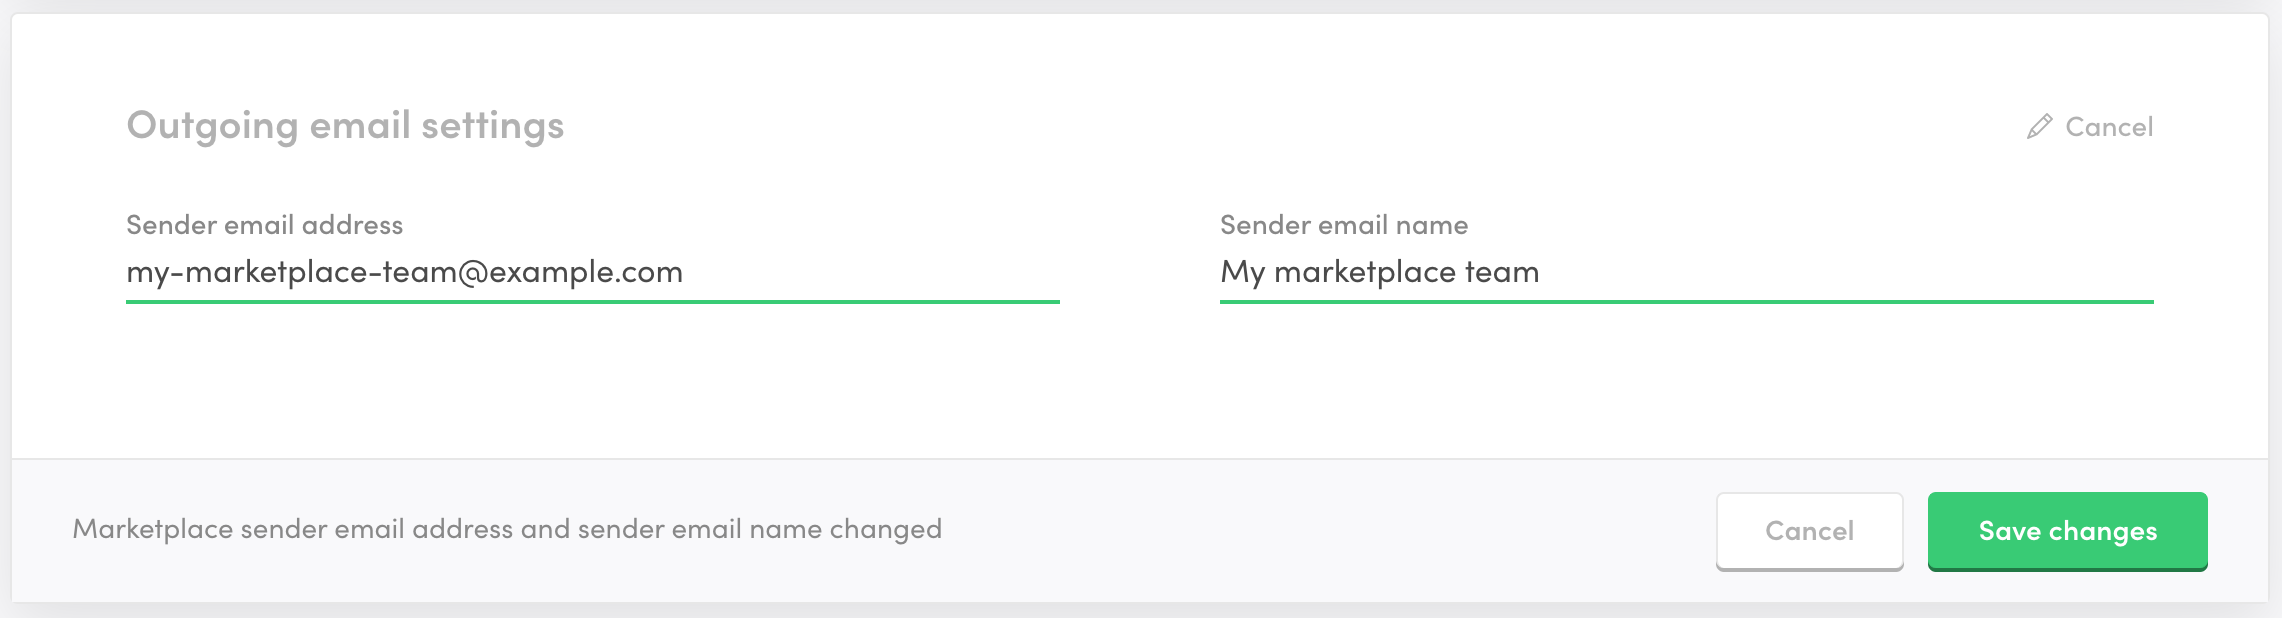 Outgoing email settings
Cancel
Sender email address
Sender email name
my-marketplace-team@example.com
My marketplace team
Marketplace sender email address and sender email name changed
Cancel
Save changes